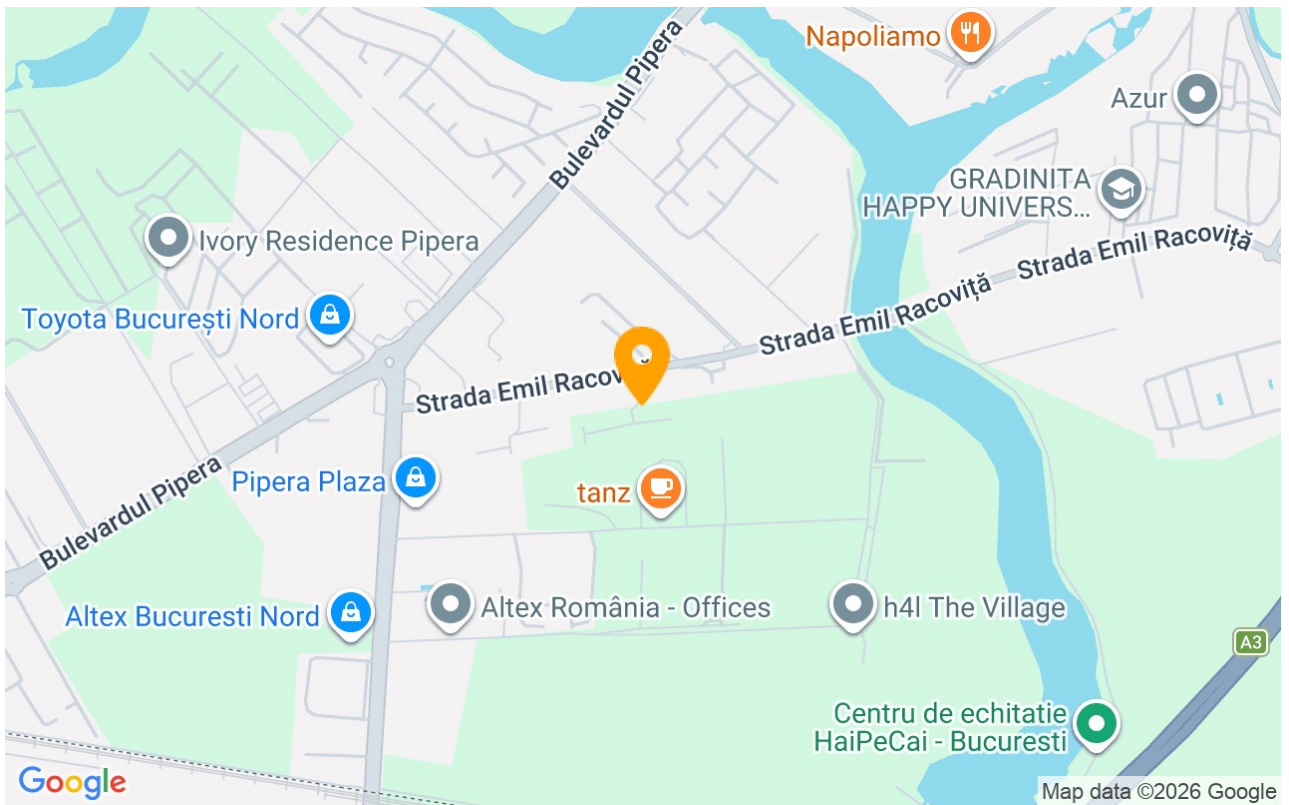 Napoliamo
Bulevardul Pipera
Azur
GRADINITA
HAPPY UNIVERS...
Ivory Residence Pipera
Strada Emil Racoviță
Strada Emil Racoviță
Toyota București Nord
Strada Emil Racoviță
Pipera Plaza
tanz
Bulevardul Pipera
Altex Bucuresti Nord
Altex România - Offices
h4l The Village
A3
Centru de echitatie
HaiPeCai - Bucuresti
Google
Map data ©2026 Google